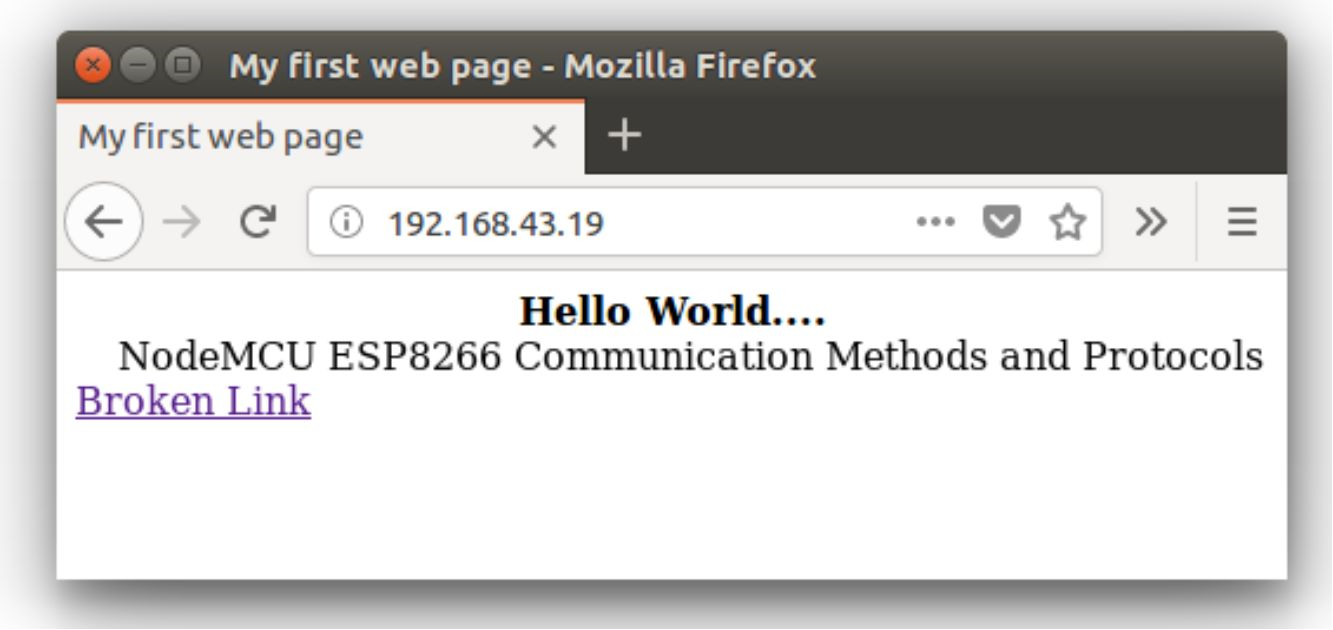 My first web page - Mozilla Firefox
My first web page
192.168.43.19
Hello World....
NodeMCU ESP8266 Communication Methods and Protocols
Broken Link